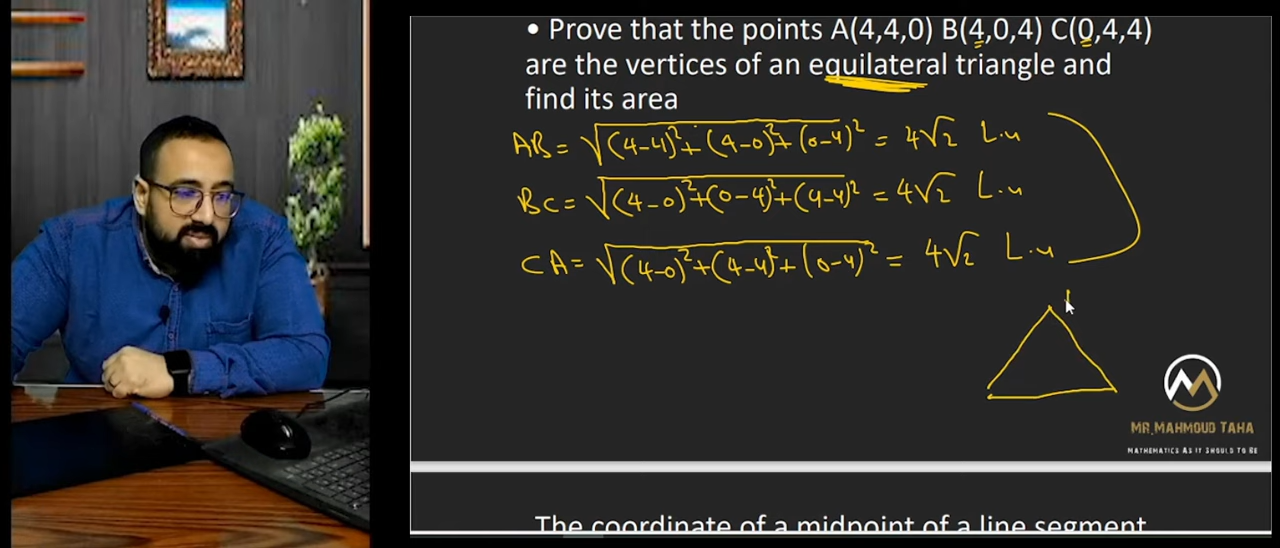 • Prove that the points A(4,4,0) B(4,0,4) C(0,4,4)
are the vertices of an equilateral triangle and
find its area
AB = √(4-4)²+(4-0)²+(0-4)² = 4√2 L.u
BC = √(4-0)²+(0-4)²+(4-4)² = 4√2 L.u
CA = √(4-0)²+(4-4)²+(0-4)² = 4√2 L.u
MR.MAHMOUD TAHA
MATHEMATICS AS IT SHOULD TO BE
The coordinate of a midpoint of a line segment